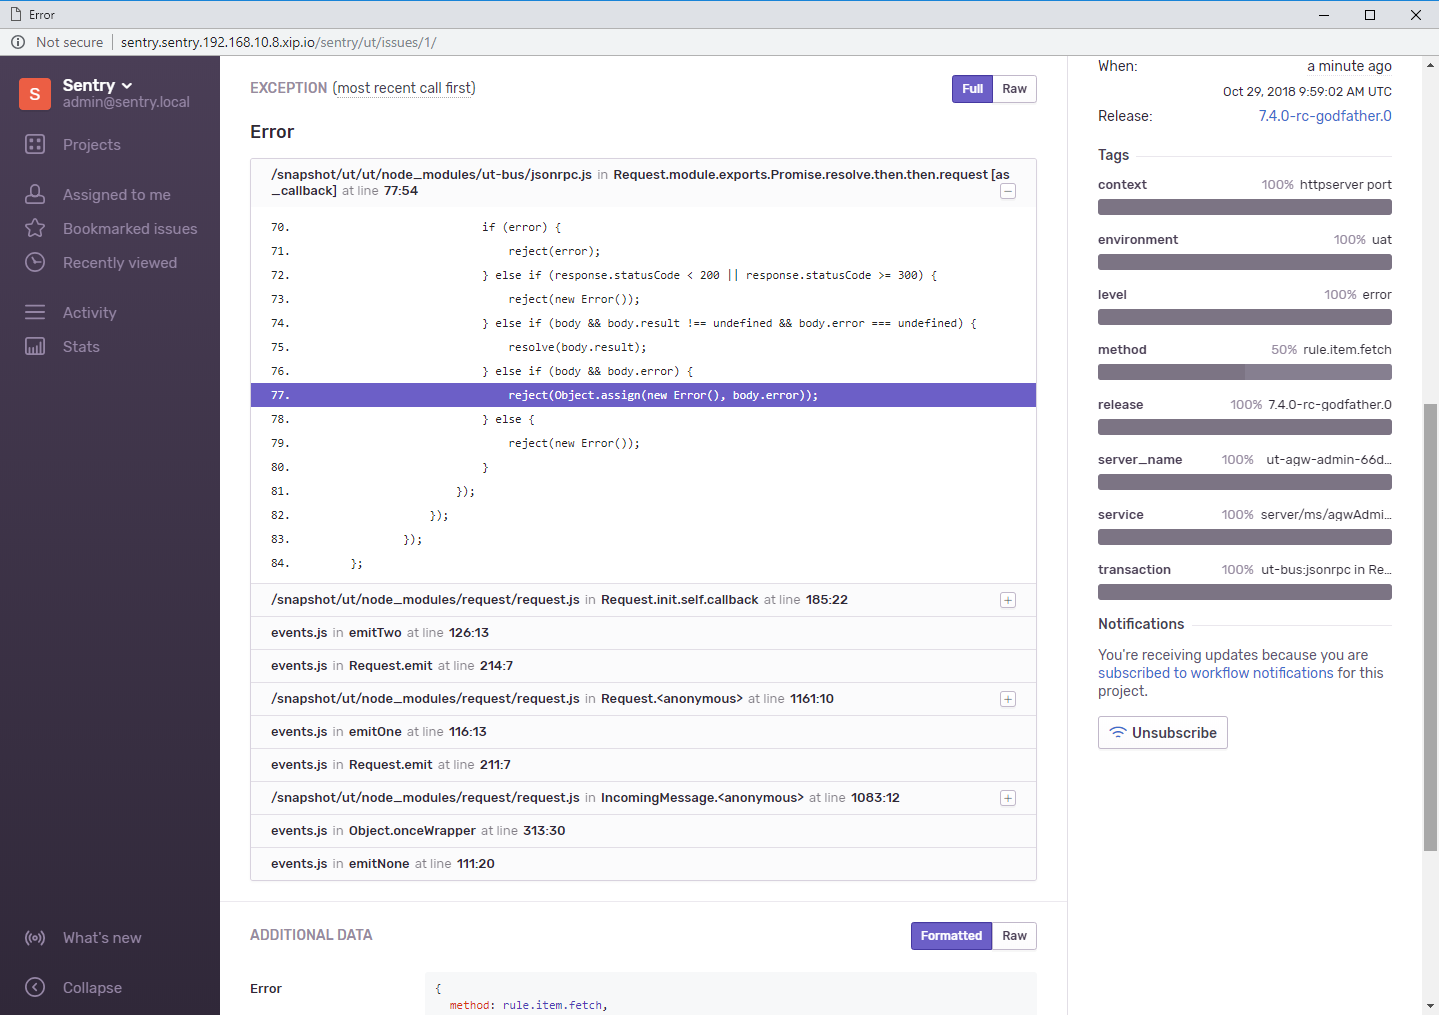 Error
Not secure sentry.sentry.192.168.10.8.xip.io/sentry/ut/issues/1/
S
Sentry
admin@sentry.local
Projects
Assigned to me
Bookmarked issues
Recently viewed
Activity
Stats
What's new
Collapse
EXCEPTION (most recent call first)
Full Raw
Error
/snapshot/ut/ut/node_modules/ut-bus/jsonrpc.js in Request.module.exports.Promise.resolve.then.then.request [as
_callback] at line 77:54
70. if (error) {
71. reject(error);
72. } else if (response.statusCode < 200 || response.statusCode >= 300) {
73. reject(new Error());
74. } else if (body && body.result !== undefined && body.error === undefined) {
75. resolve(body.result);
76. } else if (body && body.error) {
77. reject(Object.assign(new Error(), body.error));
78. } else {
79. reject(new Error());
80. }
81. });
82. });
83. });
84. };
/snapshot/ut/node_modules/request/request.js in Request.init.self.callback at line 185:22
events.js in emitTwo at line 126:13
events.js in Request.emit at line 214:7
/snapshot/ut/node_modules/request/request.js in Request.<anonymous> at line 1161:10
events.js in emitOne at line 116:13
events.js in Request.emit at line 211:7
/snapshot/ut/node_modules/request/request.js in IncomingMessage.<anonymous> at line 1083:12
events.js in Object.onceWrapper at line 313:30
events.js in emitNone at line 111:20
ADDITIONAL DATA
Formatted Raw
Error
{
method: rule.item.fetch,
When: a minute ago
Oct 29, 2018 9:59:02 AM UTC
Release: 7.4.0-rc-godfather.0
Tags
context 100% httpserver port
environment 100% uat
level 100% error
method 50% rule.item.fetch
release 100% 7.4.0-rc-godfather.0
server_name 100% ut-agw-admin-66d...
service 100% server/ms/agwAdmi...
transaction 100% ut-bus:jsonrpc in Re...
Notifications
You're receiving updates because you are
subscribed to workflow notifications for this
project.
Unsubscribe